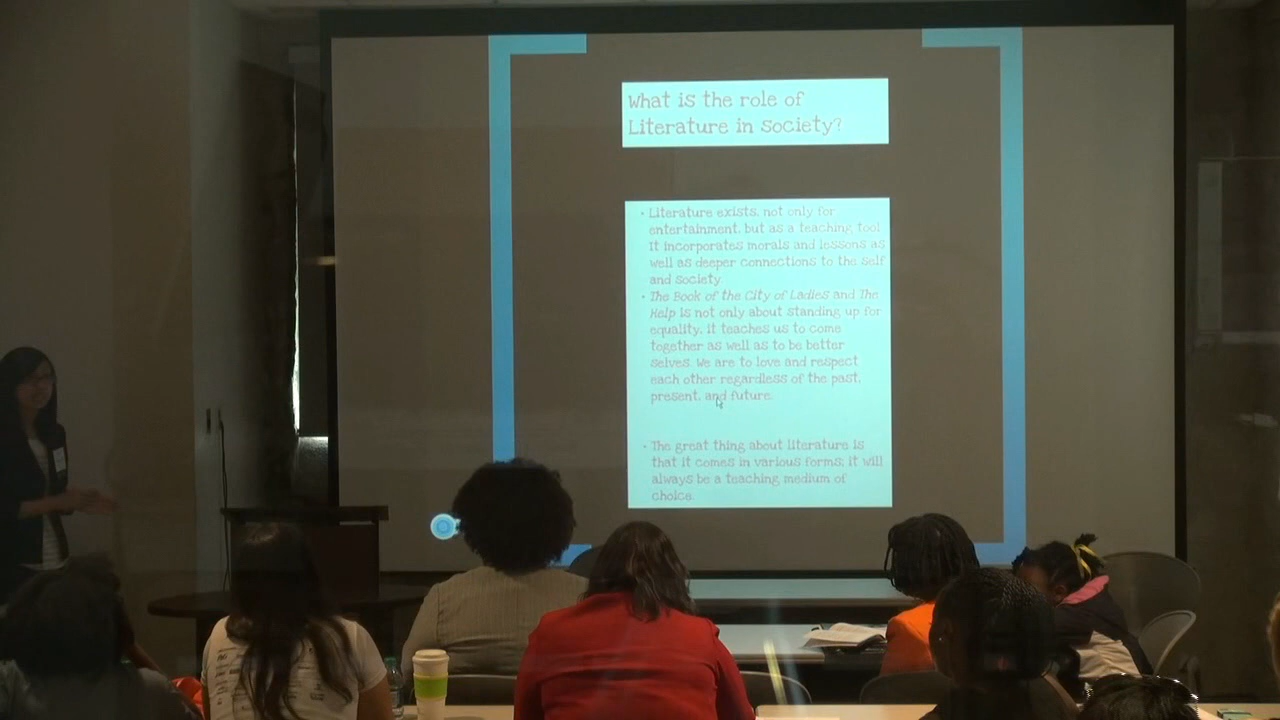 What is the role of
Literature in society?
• Literature exists, not only for
entertainment, but as a teaching tool.
It incorporates morals and lessons as
well as deeper connections to the self
and society.
• The Book of the City of Ladies and The
Help is not only about standing up for
equality, it teaches us to come
together as well as to be better
selves. We are to love and respect
each other regardless of the past,
present, and future.
• The great thing about literature is
that it comes in various forms; it will
always be a teaching medium of
choice.